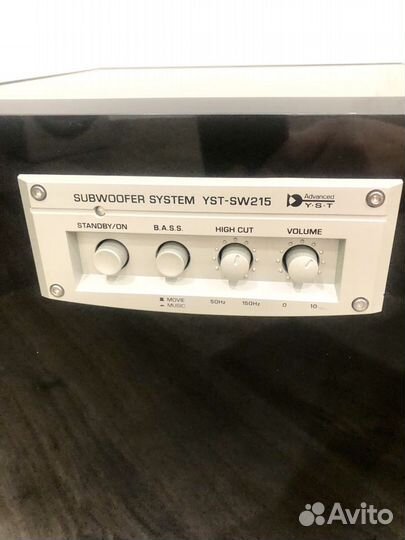 SUBWOOFER SYSTEM YST-SW215
Advanced
Y·S·T
STANDBY/ON B.A.S.S. HIGH CUT VOLUME
MOVIE
MUSIC
50Hz 150Hz 0 10
Avito